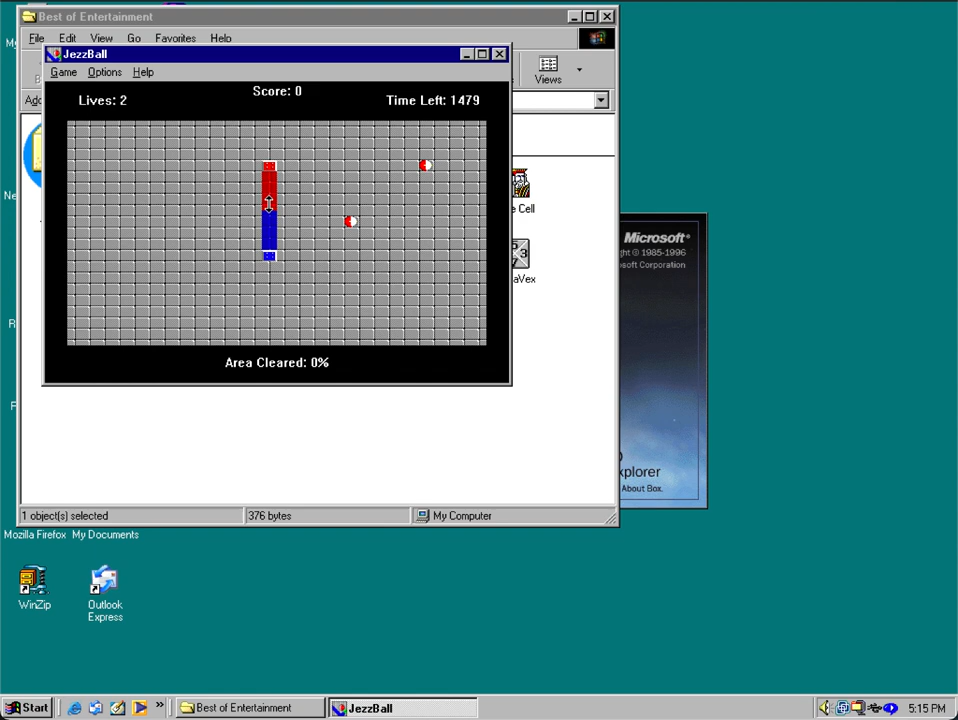 Best of Entertainment
File Edit View Go Favorites Help
JezzBall
Views
Game Options Help
Lives: 2
Score: 0
Time Left: 1479
Area Cleared: 0%
e Cell
aVex
Microsoft®
ght © 1985-1996
soft Corporation
xplorer
About Box.
1 object(s) selected
376 bytes
My Computer
Mozilla Firefox
My Documents
WinZip
Outlook
Express
Start
Best of Entertainment
JezzBall
5:15 PM